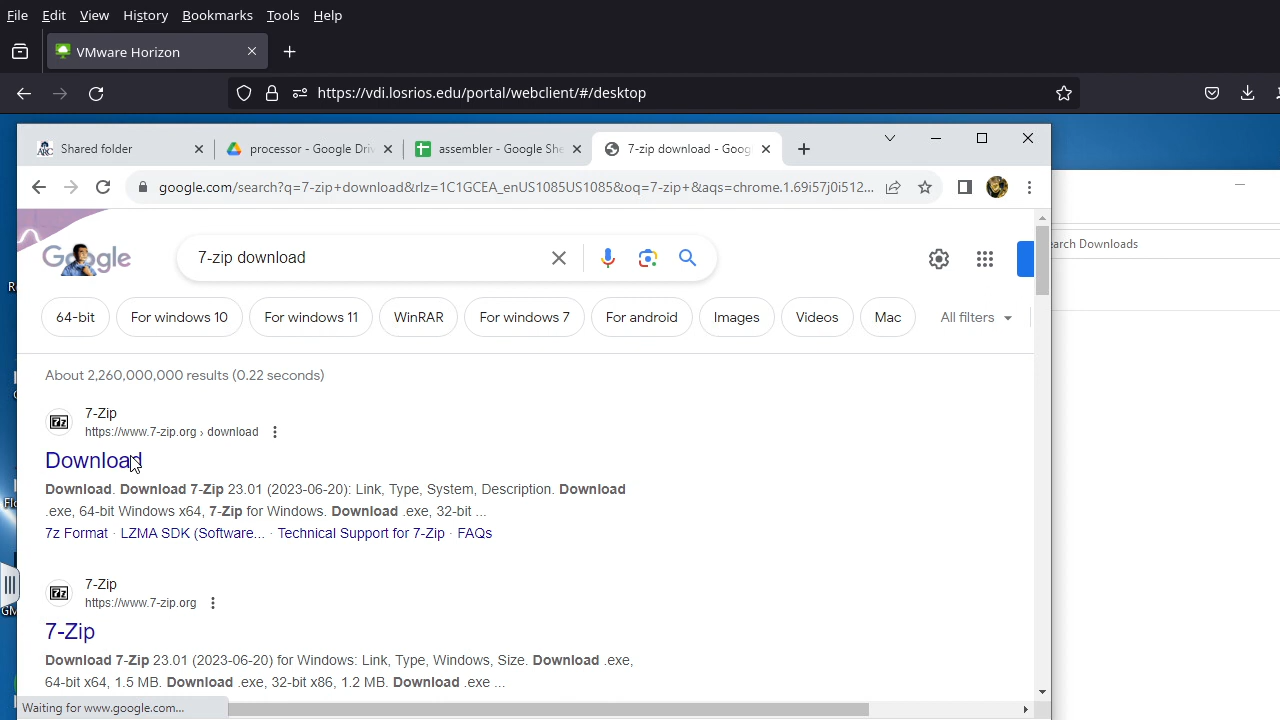 File Edit View History Bookmarks Tools Help
VMware Horizon
https://vdi.losrios.edu/portal/webclient/#/desktop
Shared folder
processor - Google Driv
assembler - Google She
7-zip download - Goog
google.com/search?q=7-zip+download&rlz=1C1GCEA_enUS1085US1085&oq=7-zip+&aqs=chrome.1.69i57j0i512...
earch Downloads
Google
7-zip download
64-bit
For windows 10
For windows 11
WinRAR
For windows 7
For android
Images
Videos
Mac
All filters
About 2,260,000,000 results (0.22 seconds)
7z
7-Zip
https://www.7-zip.org › download
Download
Download. Download 7-Zip 23.01 (2023-06-20): Link, Type, System, Description. Download
.exe, 64-bit Windows x64, 7-Zip for Windows. Download .exe, 32-bit ...
7z Format · LZMA SDK (Software... · Technical Support for 7-Zip · FAQs
7z
7-Zip
https://www.7-zip.org
7-Zip
Download 7-Zip 23.01 (2023-06-20) for Windows: Link, Type, Windows, Size. Download .exe,
64-bit x64, 1.5 MB. Download .exe, 32-bit x86, 1.2 MB. Download .exe ...
Waiting for www.google.com...